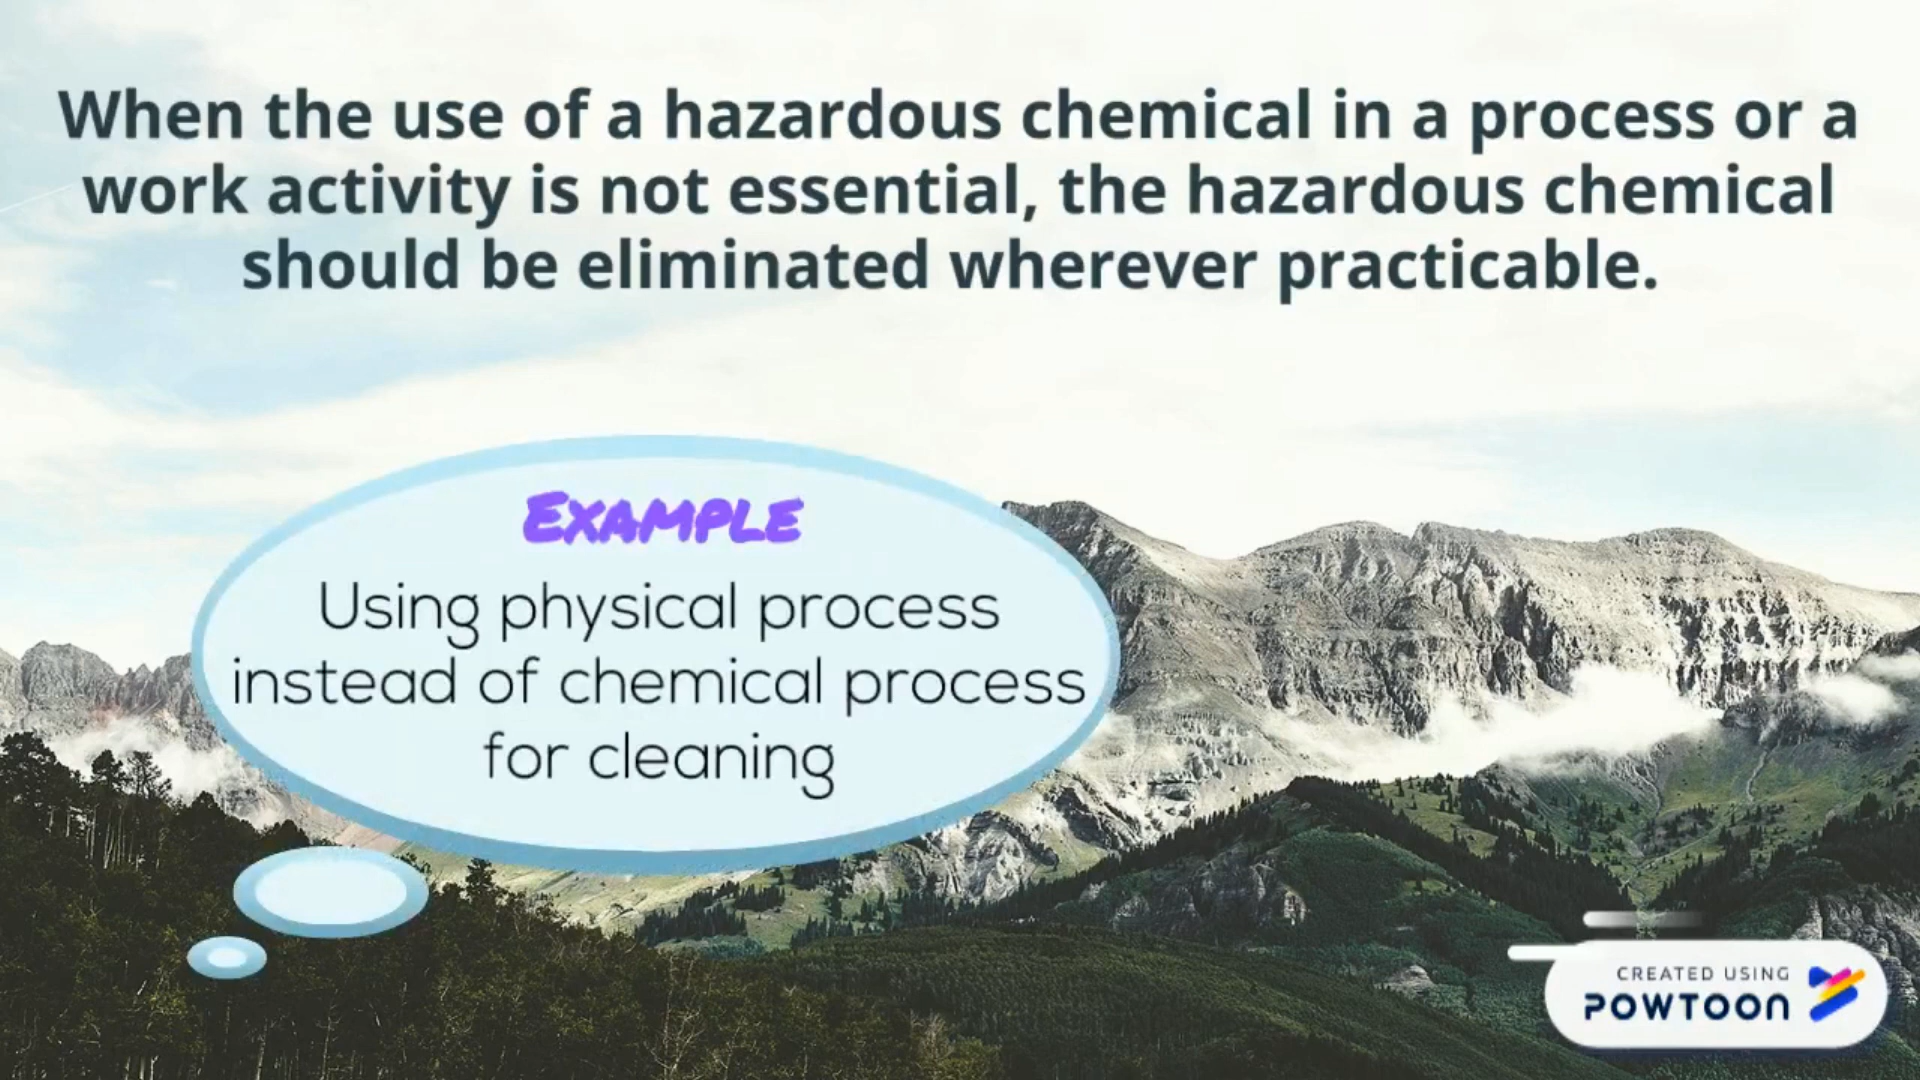 When the use of a hazardous chemical in a process or a
work activity is not essential, the hazardous chemical
should be eliminated wherever practicable.
EXAMPLE
Using physical process
instead of chemical process
for cleaning
CREATED USING
POWTOON